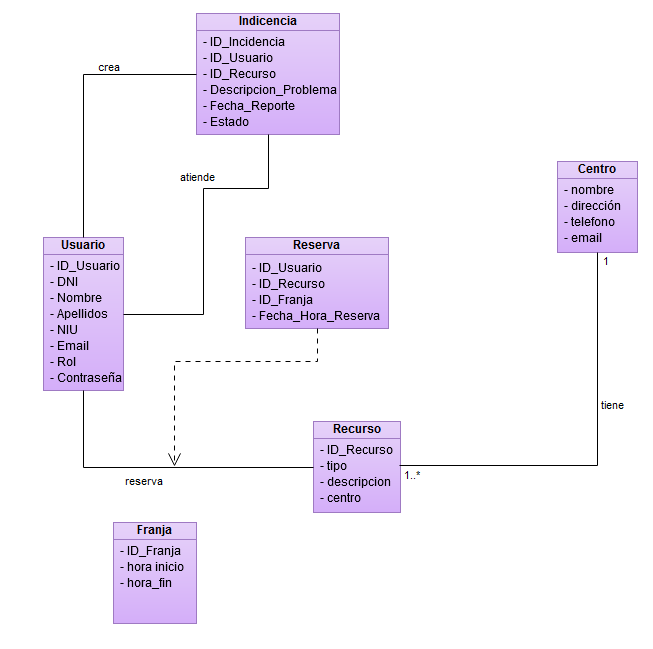 Indicencia
- ID_Incidencia
- ID_Usuario
- ID_Recurso
- Descripcion_Problema
- Fecha_Reporte
- Estado
crea
atiende
Centro
- nombre
- dirección
- telefono
- email
1
Usuario
- ID_Usuario
- DNI
- Nombre
- Apellidos
- NIU
- Email
- Rol
- Contraseña
Reserva
- ID_Usuario
- ID_Recurso
- ID_Franja
- Fecha_Hora_Reserva
tiene
Recurso
- ID_Recurso
- tipo
- descripcion
- centro
1..*
reserva
Franja
- ID_Franja
- hora inicio
- hora_fin